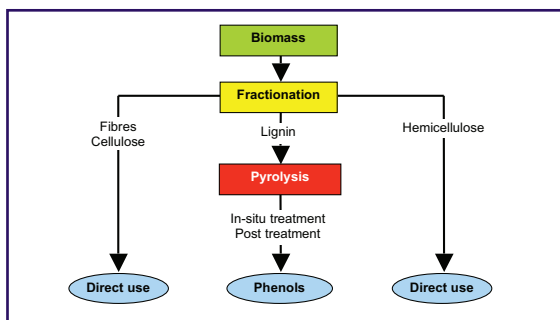 Biomass
Fractionation
Fibres
Cellulose
Lignin
Hemicellulose
Pyrolysis
In-situ treatment
Post treatment
Direct use
Phenols
Direct use